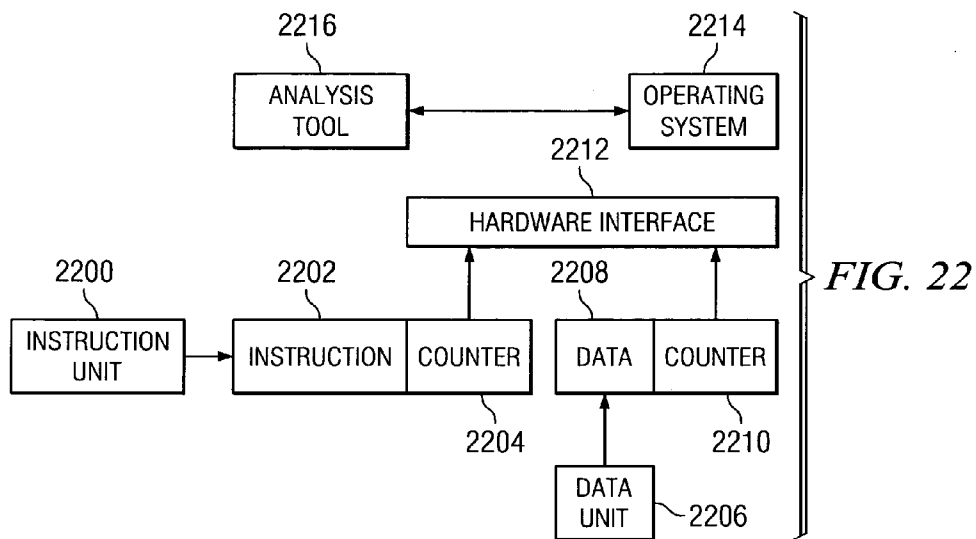 2216
2214
ANALYSIS
TOOL
OPERATING
SYSTEM
2212
HARDWARE INTERFACE
2200
2202
2208
FIG. 22
INSTRUCTION
UNIT
INSTRUCTION
COUNTER
DATA
COUNTER
2204
2210
DATA
UNIT
2206